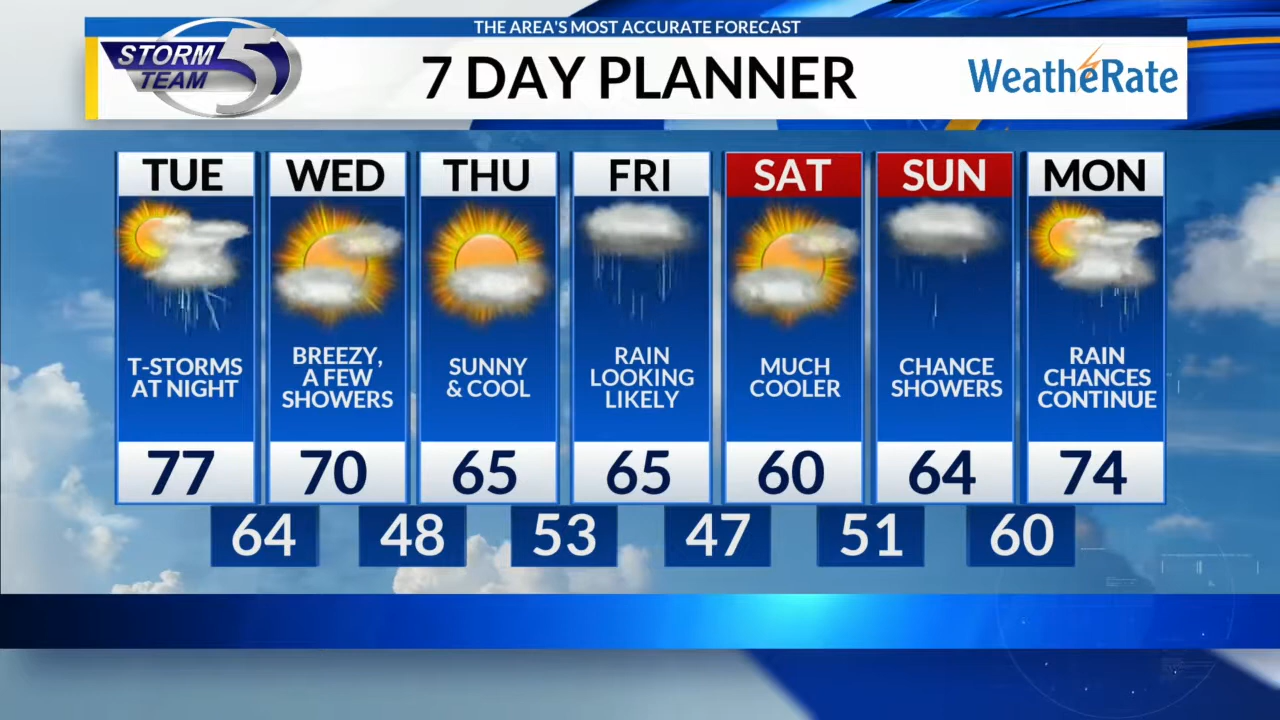 THE AREA'S MOST ACCURATE FORECAST
STORM
TEAM
5
7 DAY PLANNER
WeatheRate
TUE WED THU FRI SAT SUN MON
T-STORMS
AT NIGHT
BREEZY,
A FEW
SHOWERS
SUNNY
& COOL
RAIN
LOOKING
LIKELY
MUCH
COOLER
CHANCE
SHOWERS
RAIN
CHANCES
CONTINUE
77 70 65 65 60 64 74
64 48 53 47 51 60